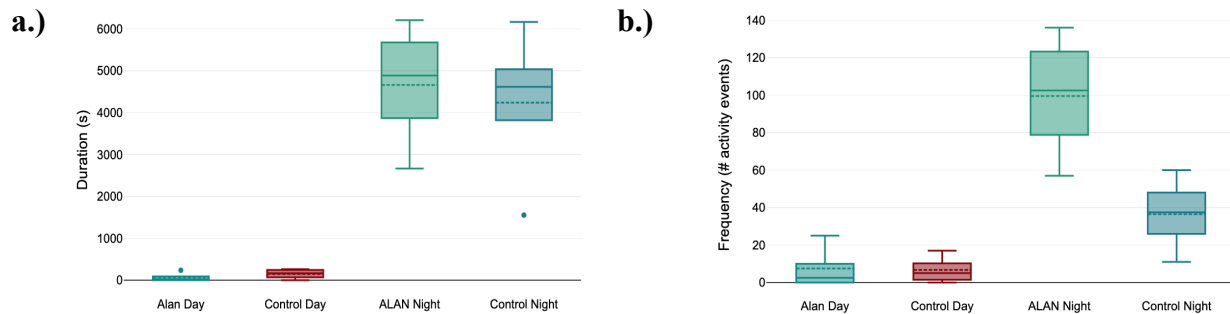 a.)
Duration (s)
6000
5000
4000
3000
2000
1000
0
Alan Day
Control Day
ALAN Night
Control Night
b.)
Frequency (# activity events)
140
120
100
80
60
40
20
0
Alan Day
Control Day
ALAN Night
Control Night